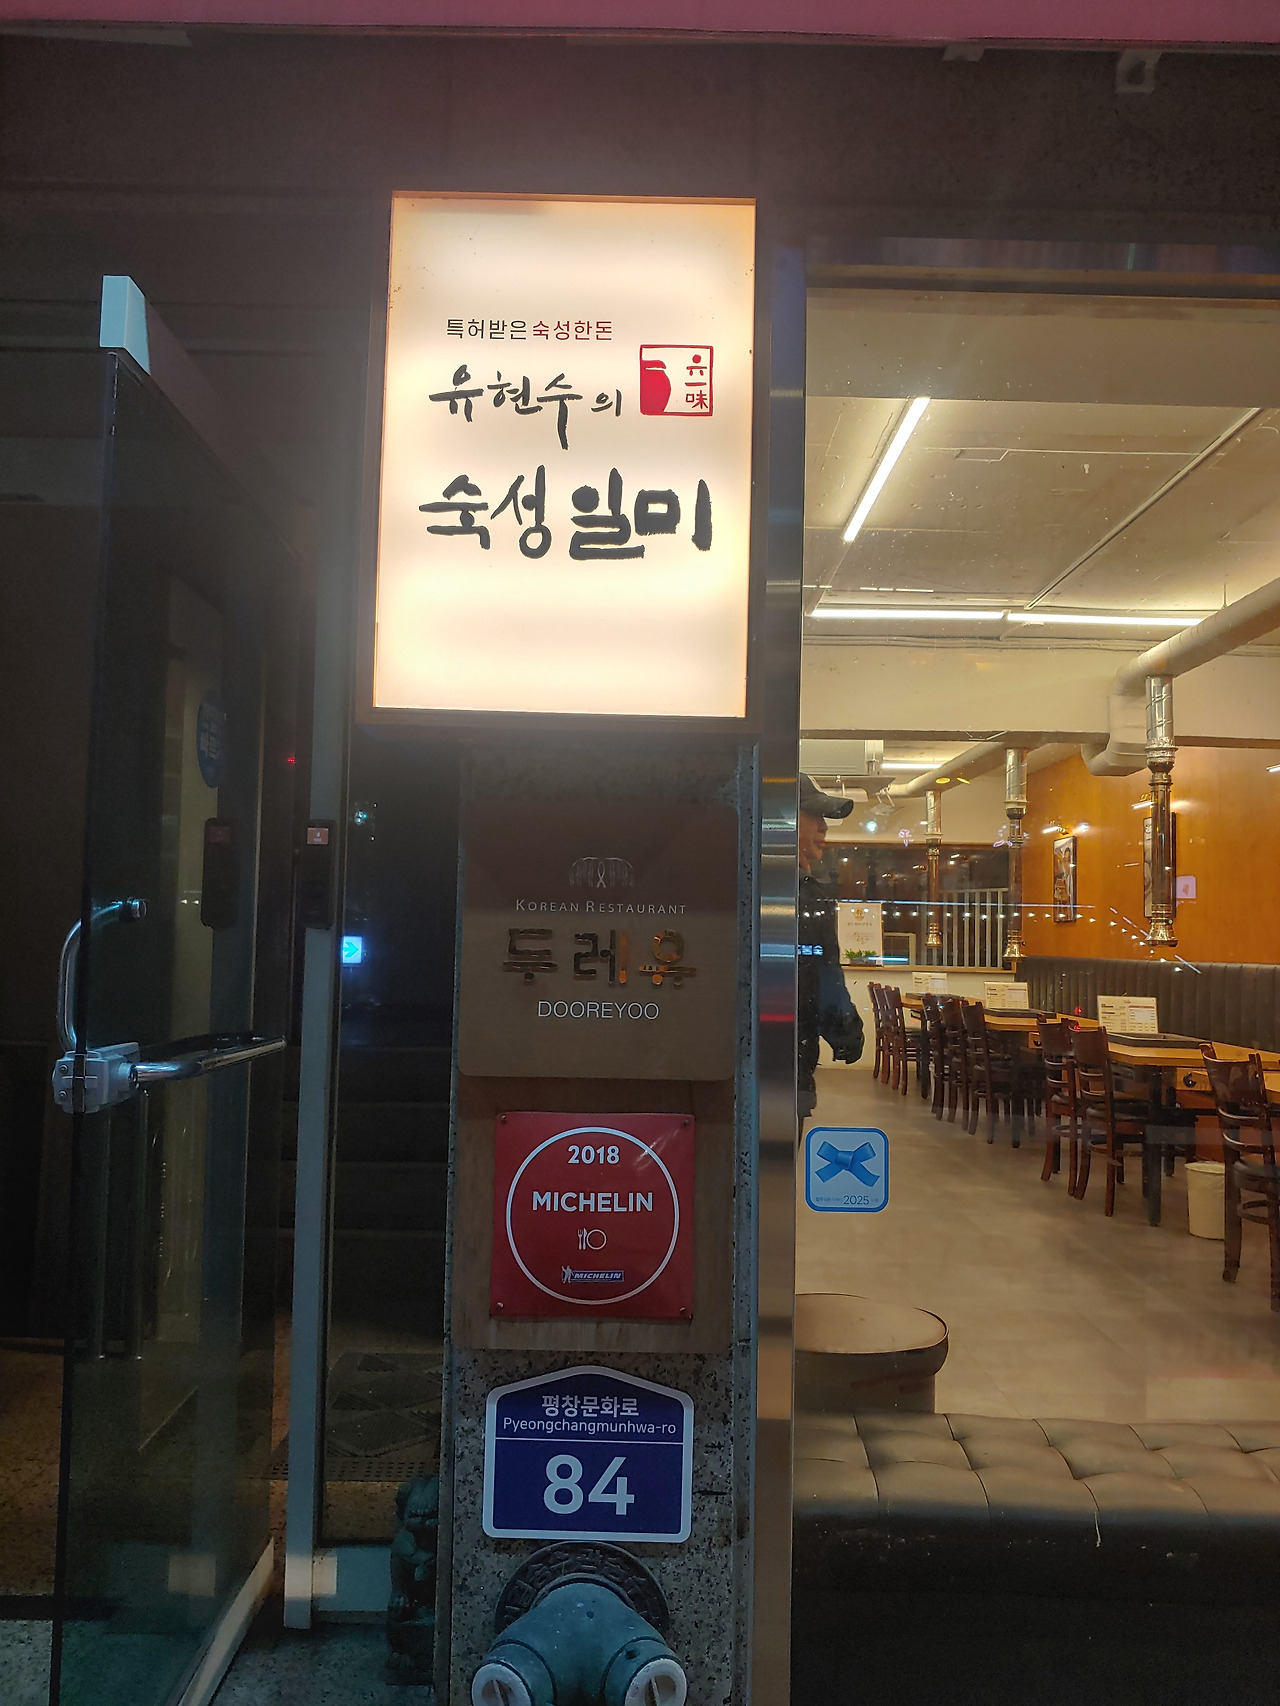 특허받은 숙성한돈
유현수의
六一味
숙성일미
KOREAN RESTAURANT
두레유
DOOREYOO
2018
MICHELIN
MICHELIN
평창문화로
Pyeongchangmunhwa-ro
84
2025